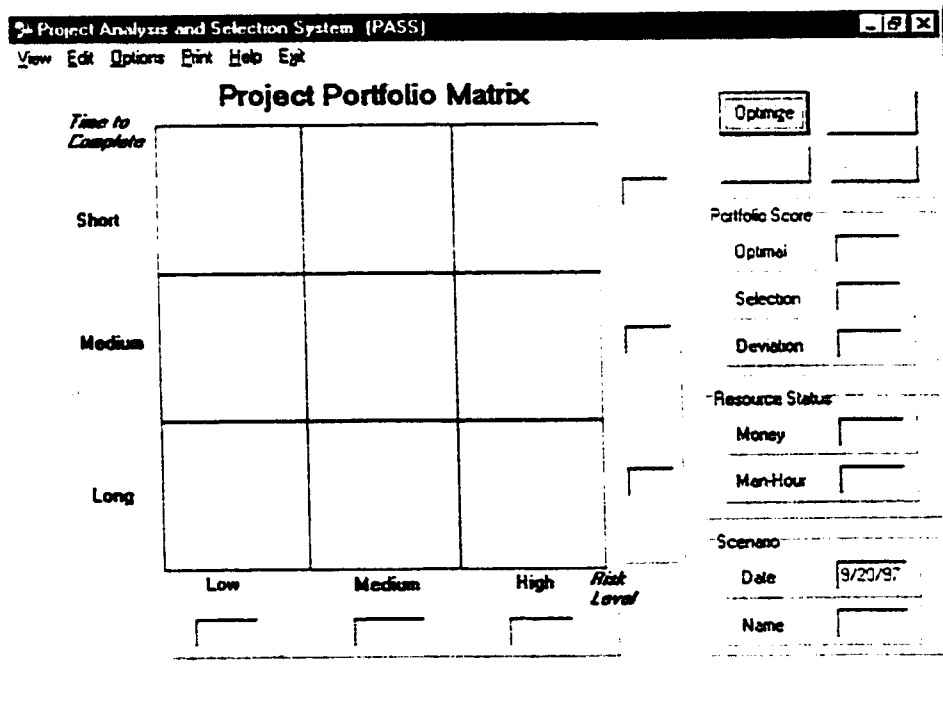 Project Analysis and Selection System (PASS)
View Edit Options Print Help Exit
Project Portfolio Matrix
Time to
Complete
Short
Medium
Long
Low Medium High
Risk
Level
Optimize
Portfolio Score
Optimal
Selection
Deviation
Resource Status
Money
Man-Hour
Scenario
Date 9/20/97
Name